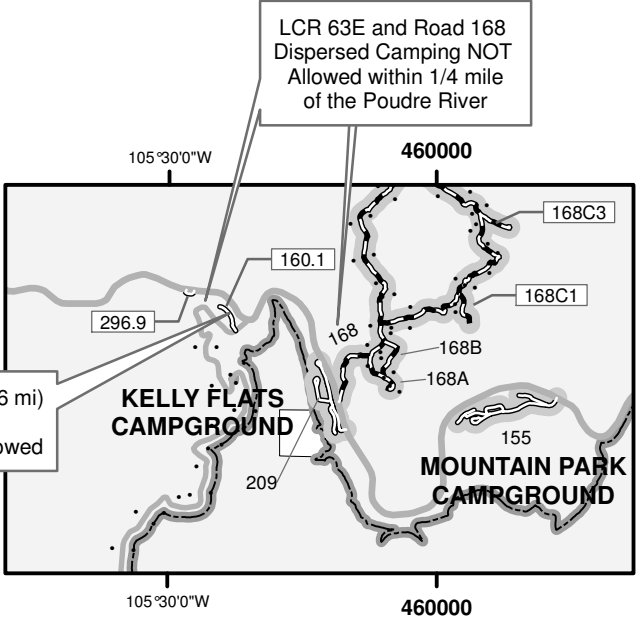 LCR 63E and Road 168
Dispersed Camping NOT
Allowed within 1/4 mile
of the Poudre River
105°30'0"W
460000
168C3
160.1
168C1
296.9
168
168B
168A
6 mi)
owed
KELLY FLATS
CAMPGROUND
155
209
MOUNTAIN PARK
CAMPGROUND
105°30'0"W
460000